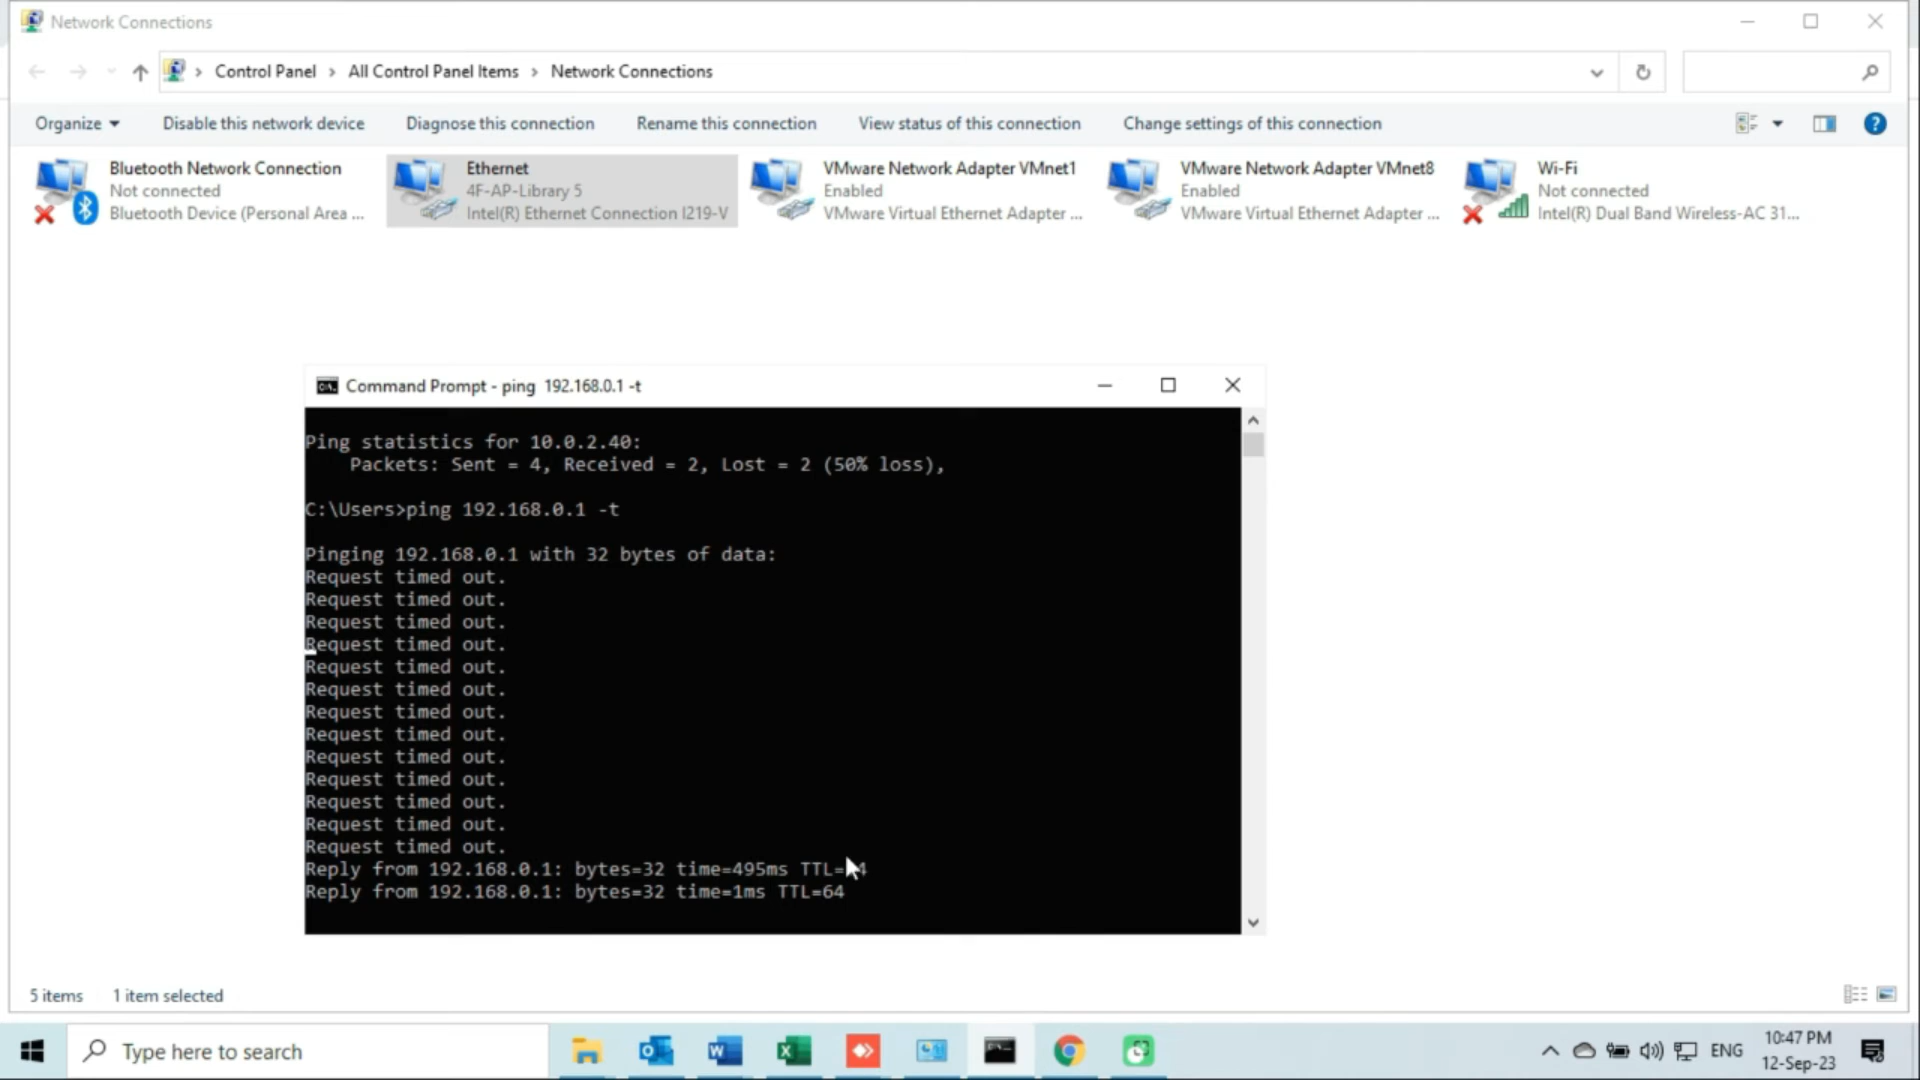 Network Connections
Control Panel > All Control Panel Items > Network Connections
Organize
Disable this network device
Diagnose this connection
Rename this connection
View status of this connection
Change settings of this connection
Bluetooth Network Connection
Not connected
Bluetooth Device (Personal Area ...
Ethernet
4F-AP-Library 5
Intel(R) Ethernet Connection I219-V
VMware Network Adapter VMnet1
Enabled
VMware Virtual Ethernet Adapter ...
VMware Network Adapter VMnet8
Enabled
VMware Virtual Ethernet Adapter ...
Wi-Fi
Not connected
Intel(R) Dual Band Wireless-AC 31...
Command Prompt - ping 192.168.0.1 -t
Ping statistics for 10.0.2.40:
Packets: Sent = 4, Received = 2, Lost = 2 (50% loss),
C:\Users>ping 192.168.0.1 -t
Pinging 192.168.0.1 with 32 bytes of data:
Request timed out.
Request timed out.
Request timed out.
Request timed out.
Request timed out.
Request timed out.
Request timed out.
Request timed out.
Request timed out.
Request timed out.
Request timed out.
Request timed out.
Request timed out.
Reply from 192.168.0.1: bytes=32 time=495ms
Reply from 192.168.0.1: bytes=32 time=1ms TTL=64
5 items 1 item selected
Type here to search
ENG
10:47 PM
12-Sep-23